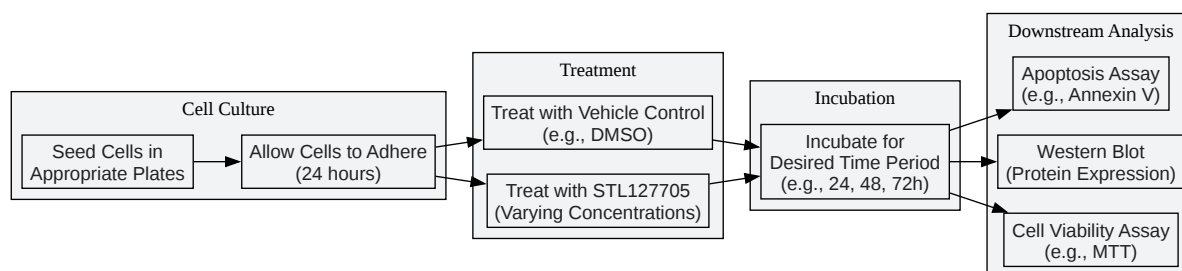 Cell Culture
Seed Cells in
Appropriate Plates
Allow Cells to Adhere
(24 hours)
Treatment
Treat with Vehicle Control
(e.g., DMSO)
Treat with STL127705
(Varying Concentrations)
Incubation
Incubate for
Desired Time Period
(e.g., 24, 48, 72h)
Downstream Analysis
Apoptosis Assay
(e.g., Annexin V)
Western Blot
(Protein Expression)
Cell Viability Assay
(e.g., MTT)